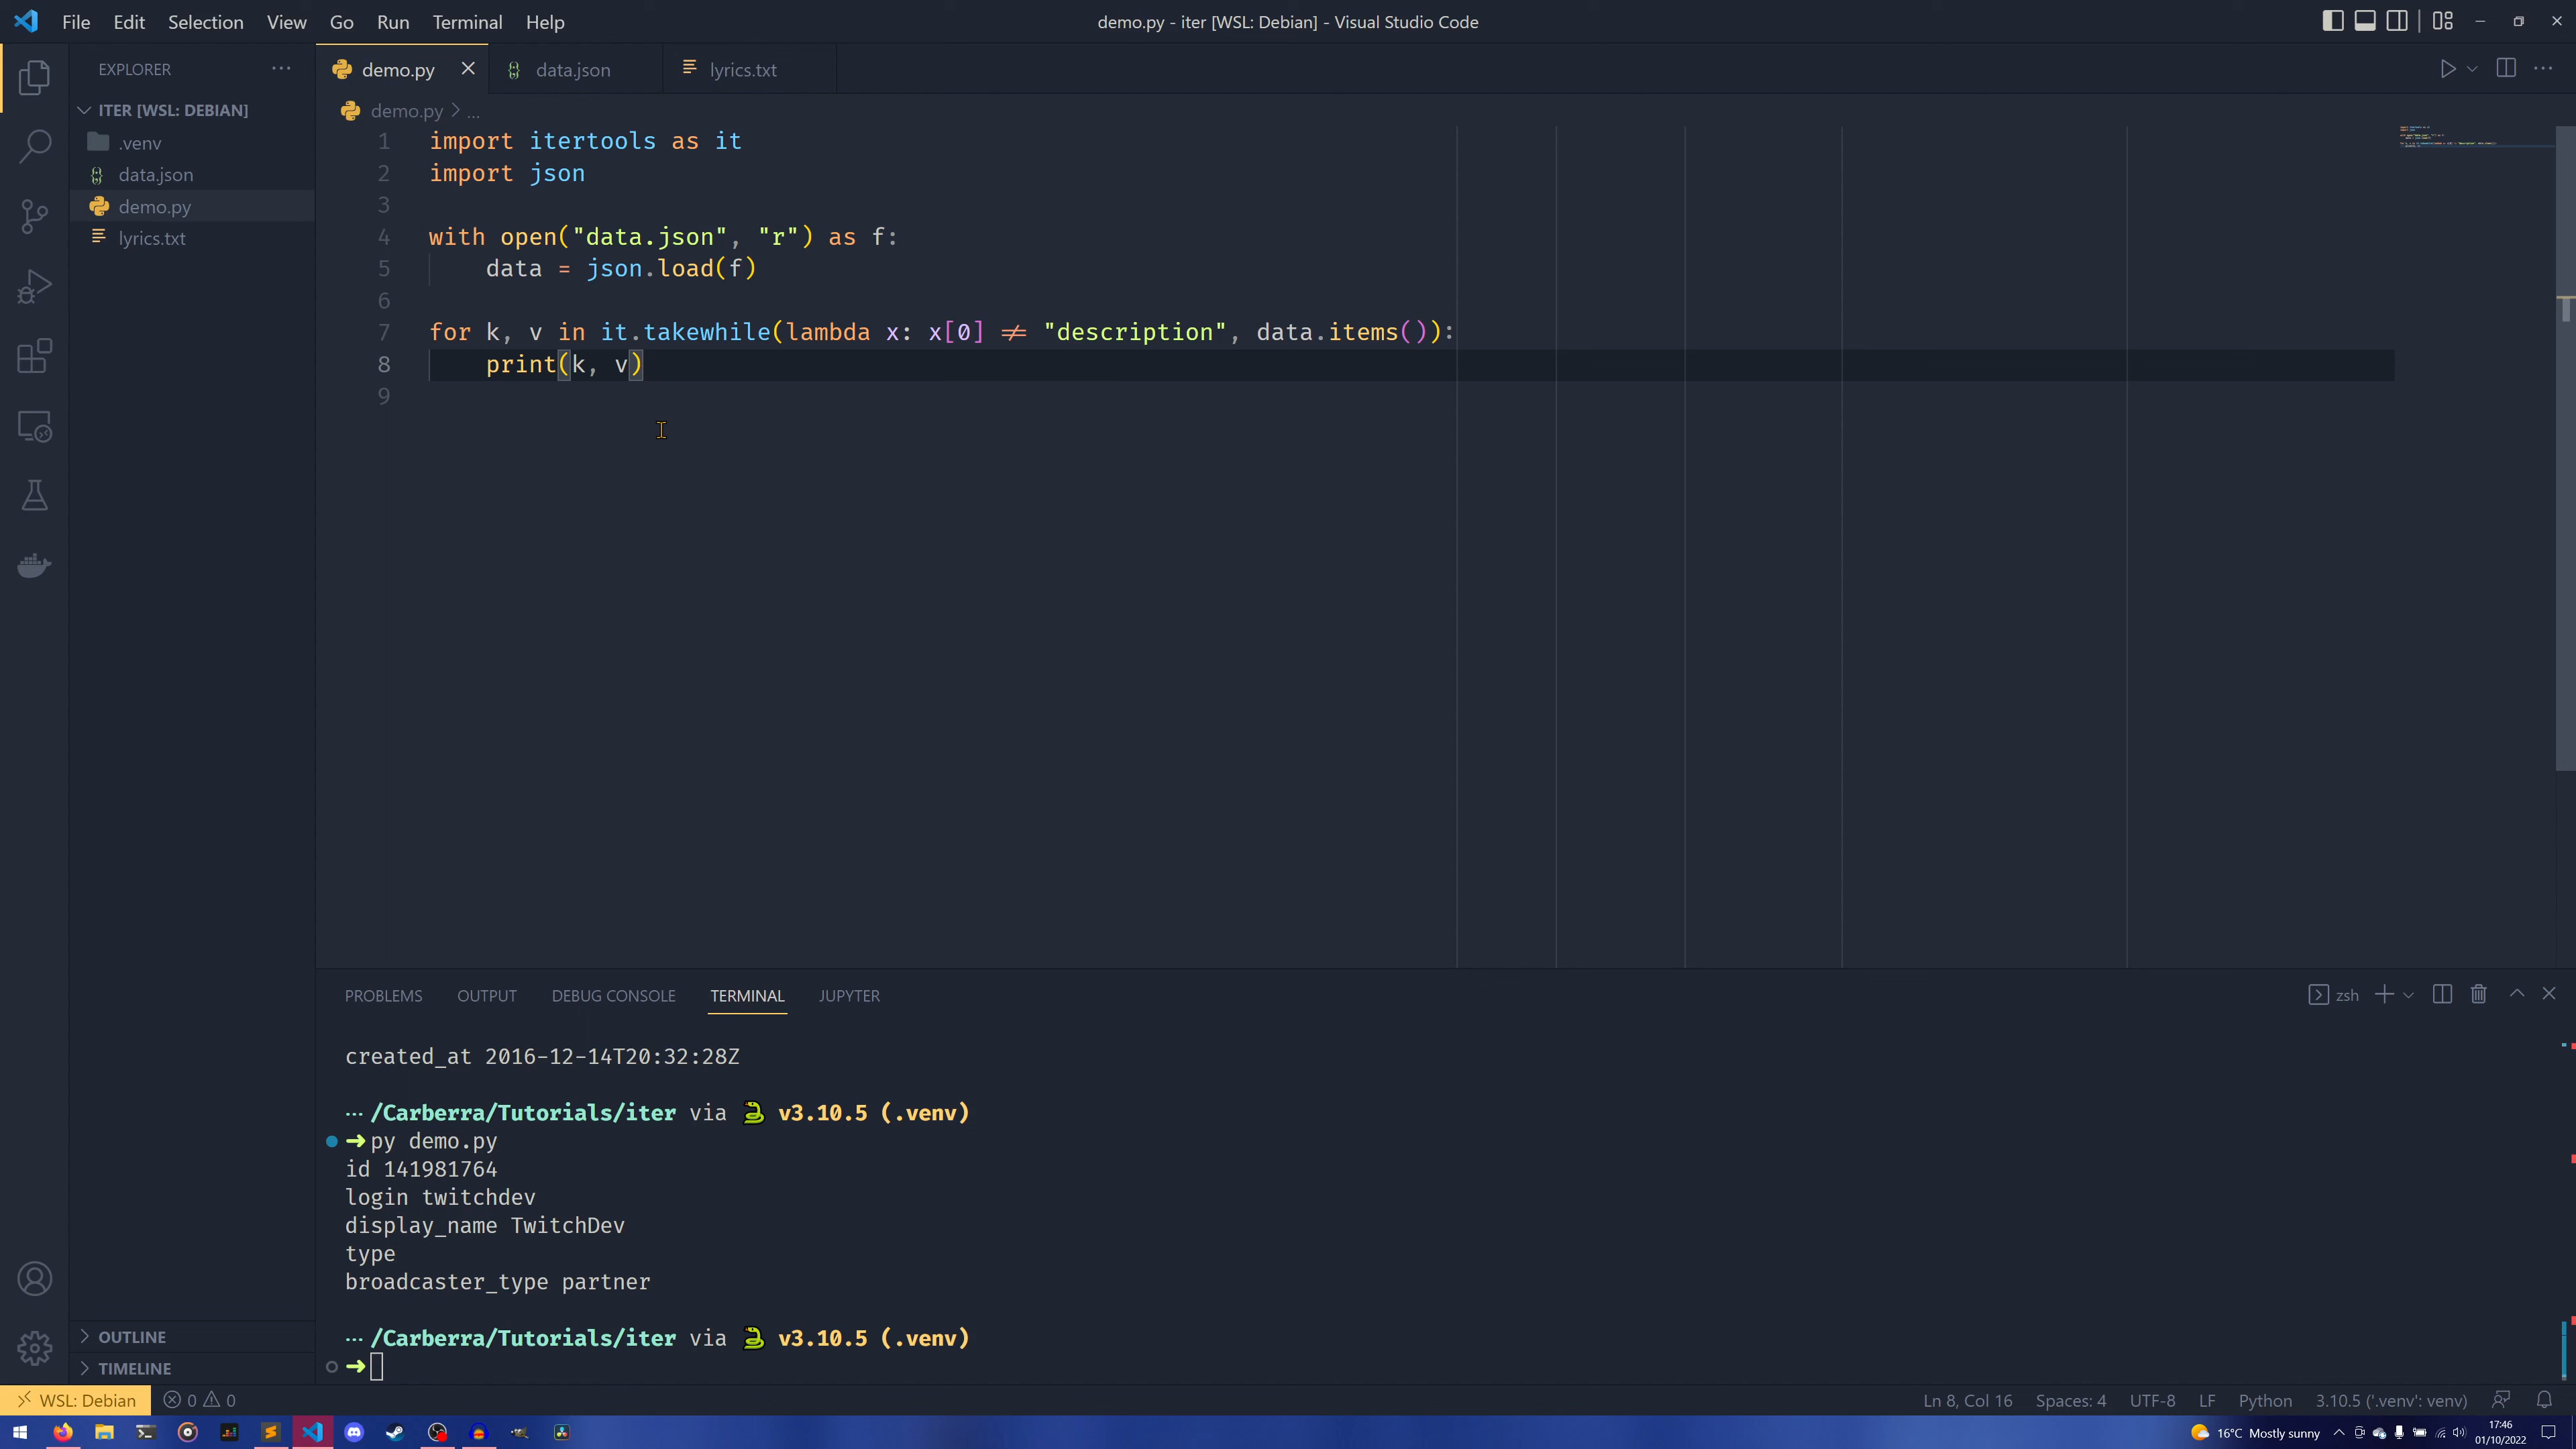 File Edit Selection View Go Run Terminal Help
demo.py - iter [WSL: Debian] - Visual Studio Code
EXPLORER
ITER [WSL: DEBIAN]
.venv
data.json
demo.py
lyrics.txt
OUTLINE
TIMELINE
demo.py data.json lyrics.txt
demo.py > ...
1 import itertools as it
2 import json
3
4 with open("data.json", "r") as f:
5 data = json.load(f)
6
7 for k, v in it.takewhile(lambda x: x[0] != "description", data.items()):
8 print(k, v)
9
PROBLEMS OUTPUT DEBUG CONSOLE TERMINAL JUPYTER
zsh
created_at 2016-12-14T20:32:28Z
··· /Carberra/Tutorials/iter via 🐍 v3.10.5 (.venv)
➜ py demo.py
id 141981764
login twitchdev
display_name TwitchDev
type
broadcaster_type partner
··· /Carberra/Tutorials/iter via 🐍 v3.10.5 (.venv)
➜
WSL: Debian 0 0 Ln 8, Col 16 Spaces: 4 UTF-8 LF Python 3.10.5 ('.venv': venv)
16°C Mostly sunny
17:46
01/10/2022